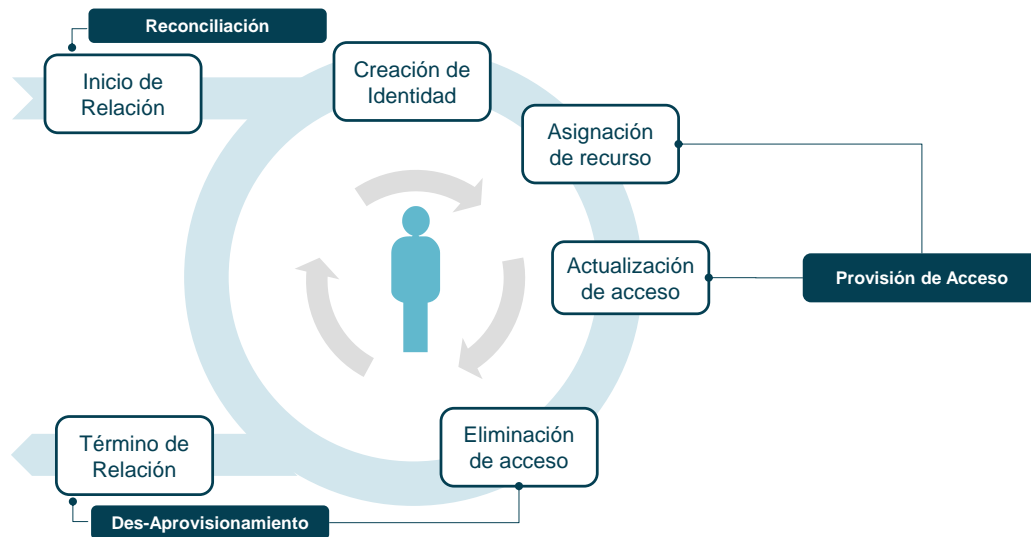 Reconciliación
Inicio de
Relación
Creación de
Identidad
Asignación
de recurso
Actualización
de acceso
Provisión de Acceso
Eliminación
de acceso
Término de
Relación
Des-Aprovisionamiento